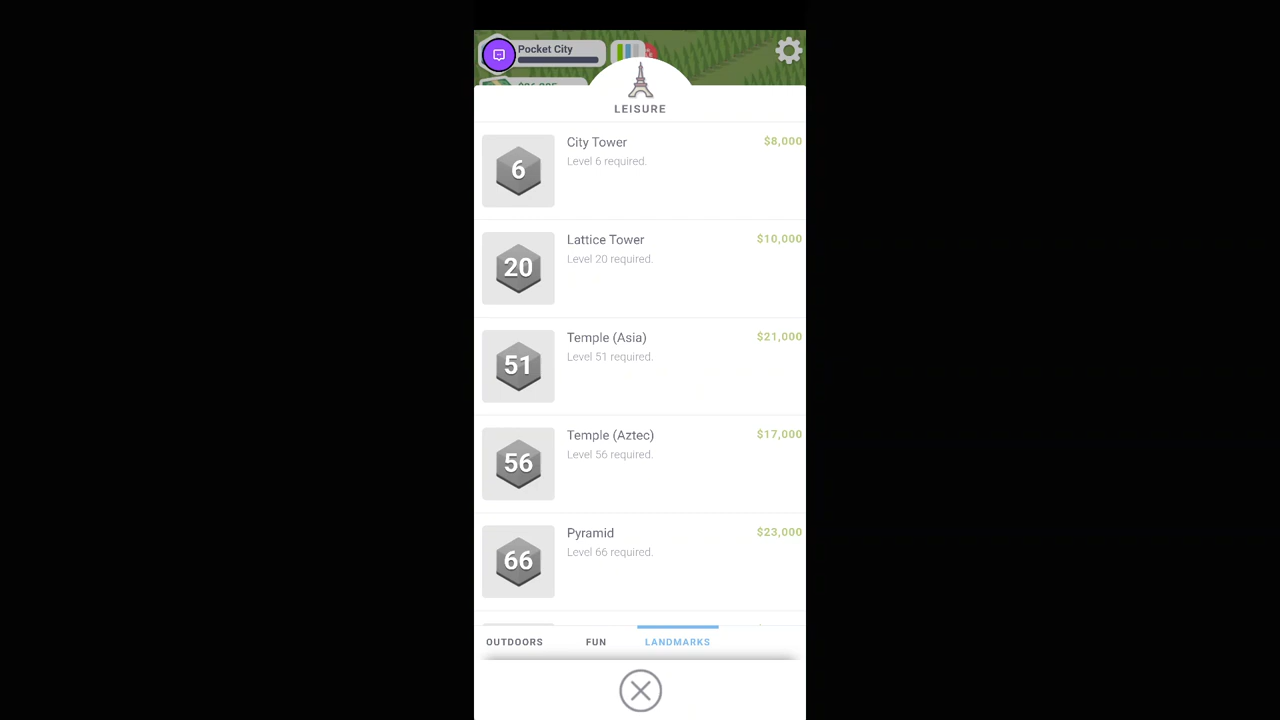 Pocket City
LEISURE
6
City Tower
$8,000
Level 6 required.
20
Lattice Tower
$10,000
Level 20 required.
51
Temple (Asia)
$21,000
Level 51 required.
56
Temple (Aztec)
$17,000
Level 56 required.
66
Pyramid
$23,000
Level 66 required.
OUTDOORS
FUN
LANDMARKS